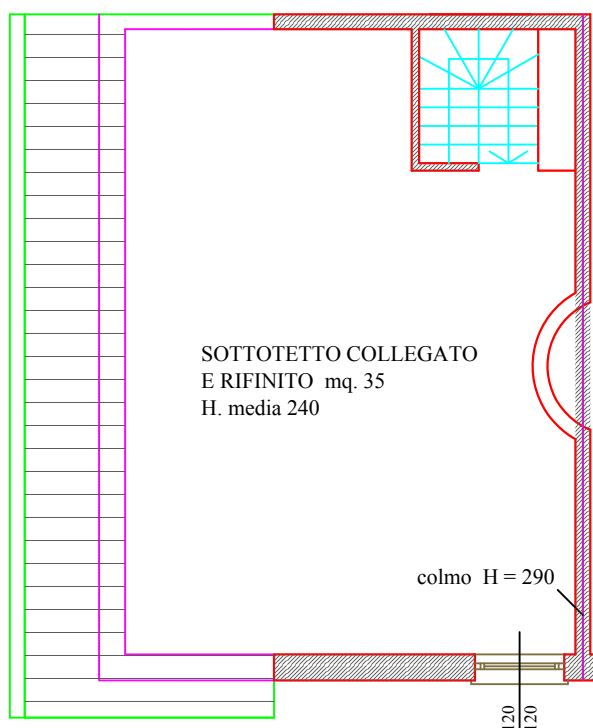 SOTTOTETTO COLLEGATO
E RIFINITO mq. 35
H. media 240
colmo H = 290
120
120